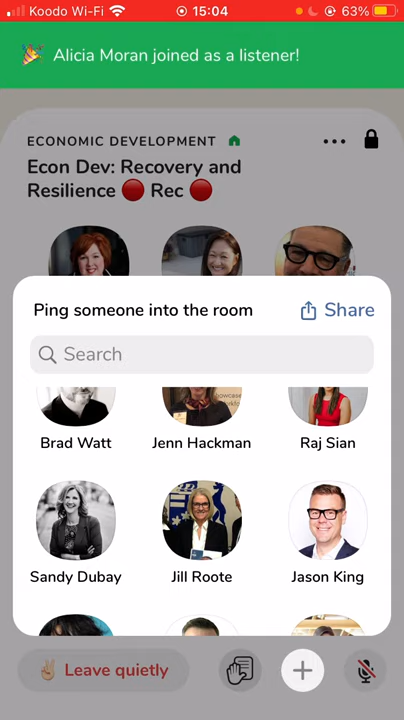 Koodo Wi-Fi 15:04 63%
🎉 Alicia Moran joined as a listener!
ECONOMIC DEVELOPMENT
Econ Dev: Recovery and
Resilience 🔴 Rec 🔴
Ping someone into the room Share
Search
Brad Watt Jenn Hackman Raj Sian
Sandy Dubay Jill Roote Jason King
✌🏼 Leave quietly